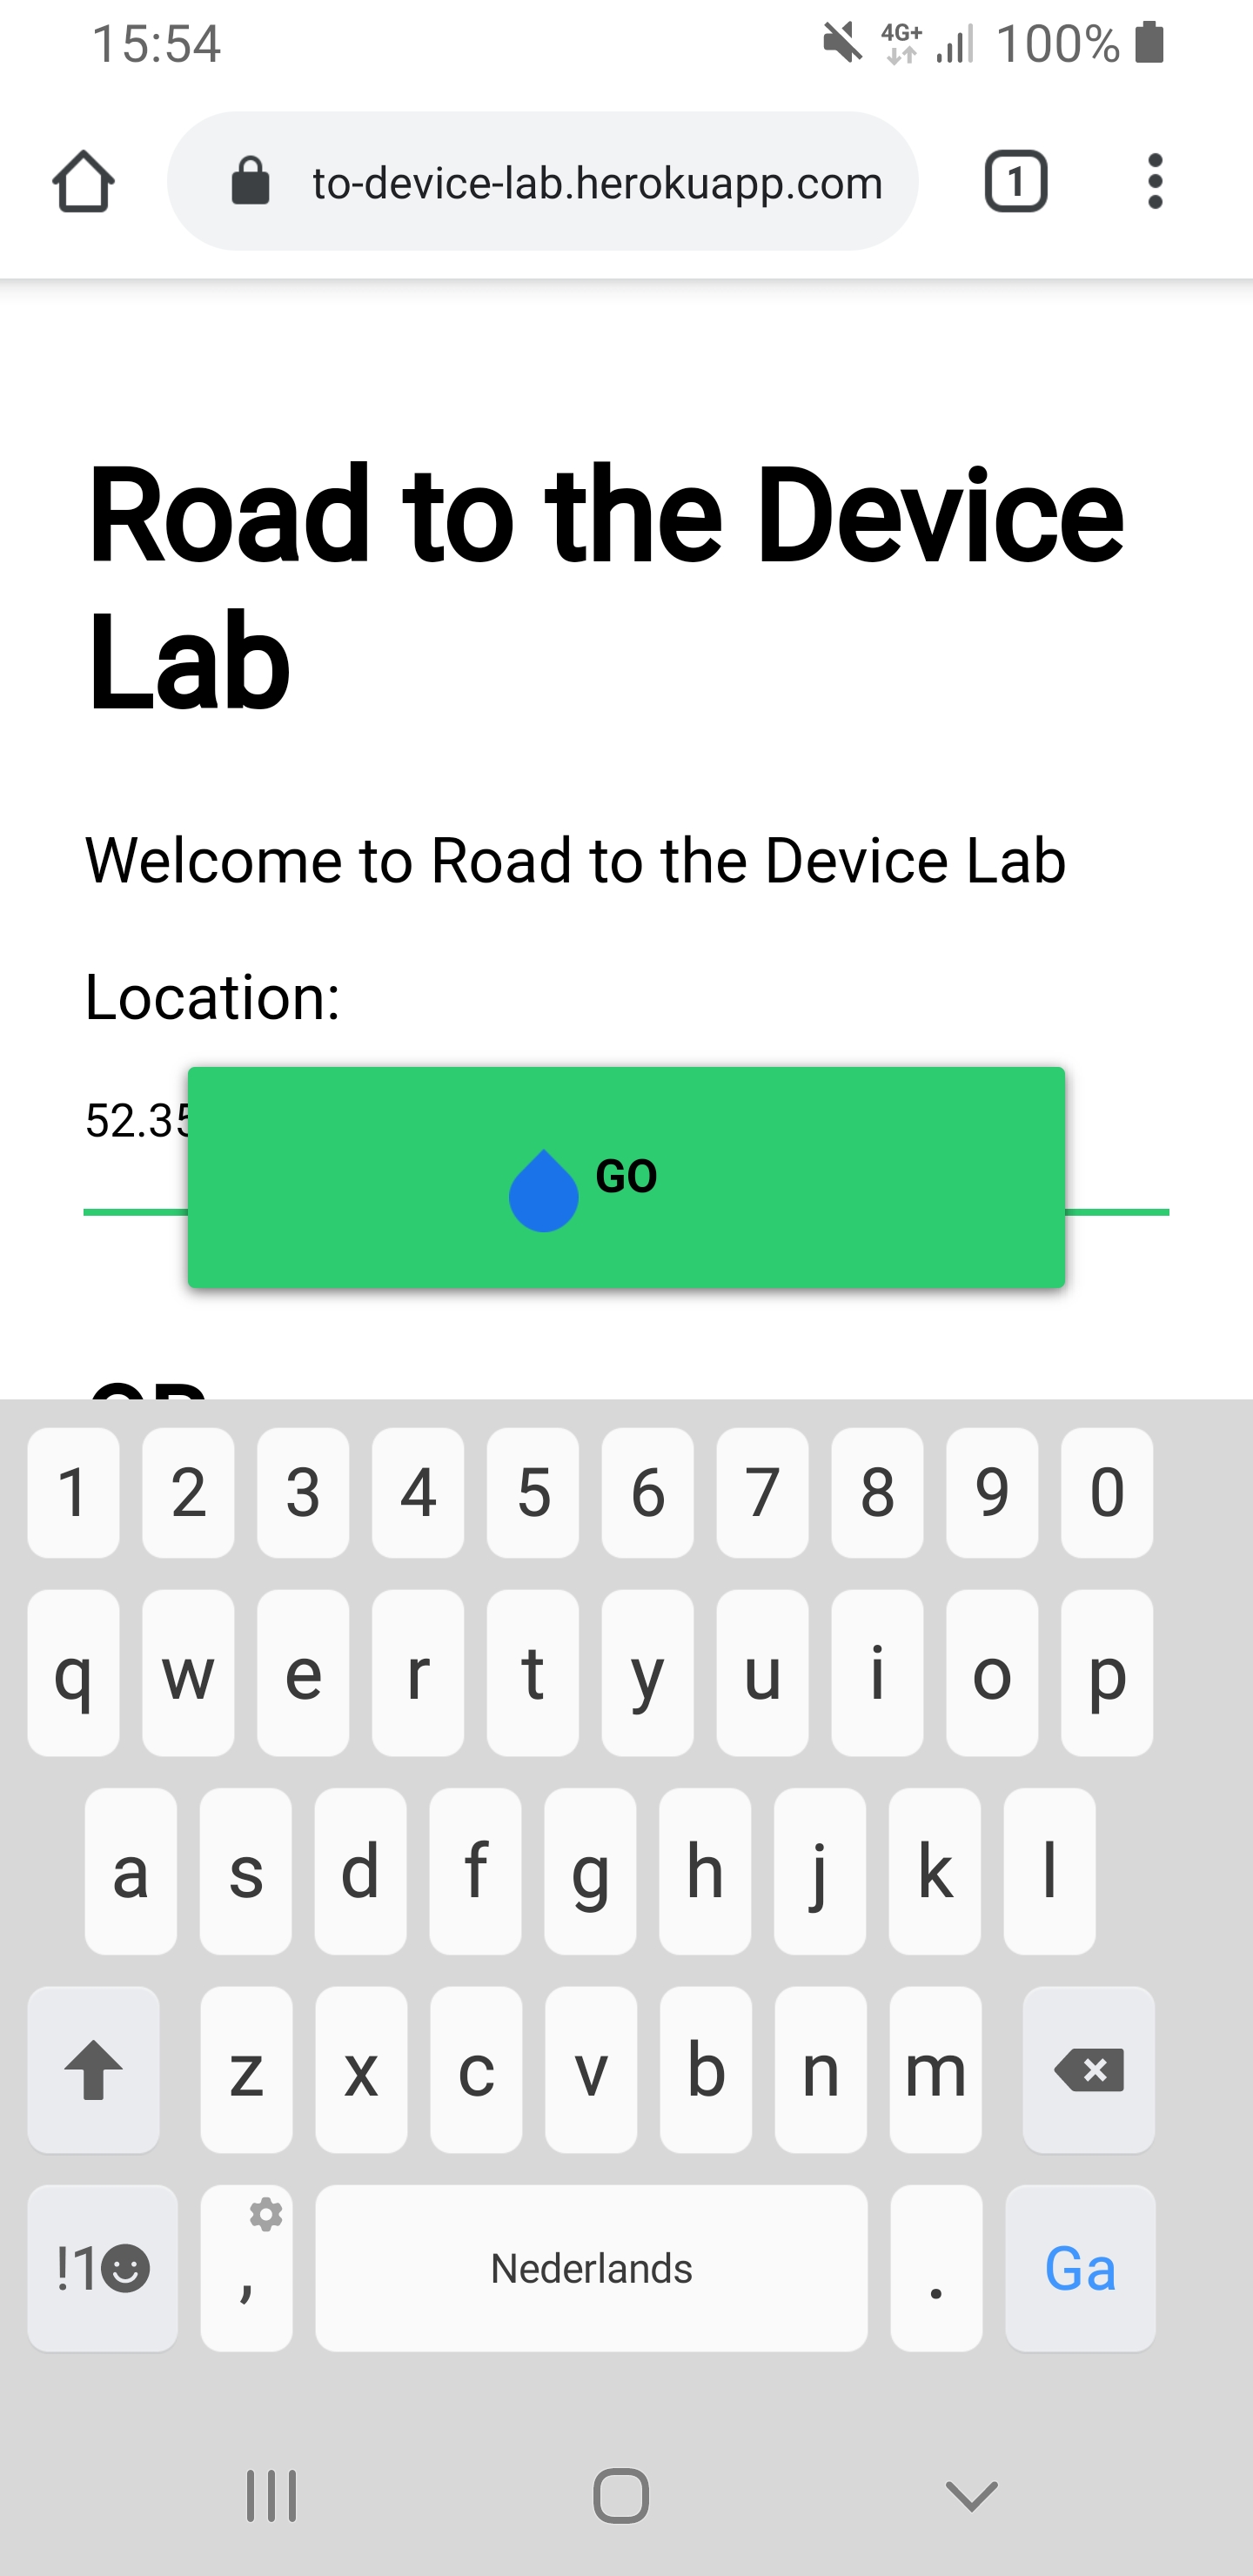 15:54
4G+ 100%
to-device-lab.herokuapp.com
1
Road to the Device
Lab
Welcome to Road to the Device Lab
Location:
52.35
GO
OR
1 2 3 4 5 6 7 8 9 0
q w e r t y u i o p
a s d f g h j k l
z x c v b n m
!1 , Nederlands . Ga